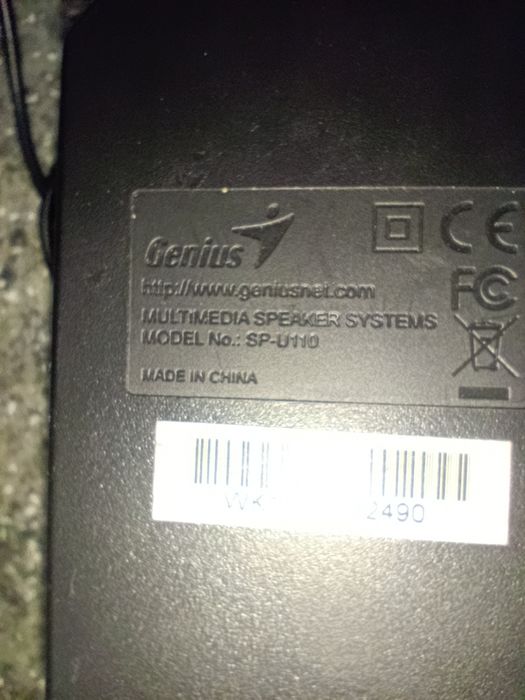 Genius
http://www.geniusnet.com
MULTIMEDIA SPEAKER SYSTEMS
MODEL No.: SP-U110
MADE IN CHINA
CE
FC
2490